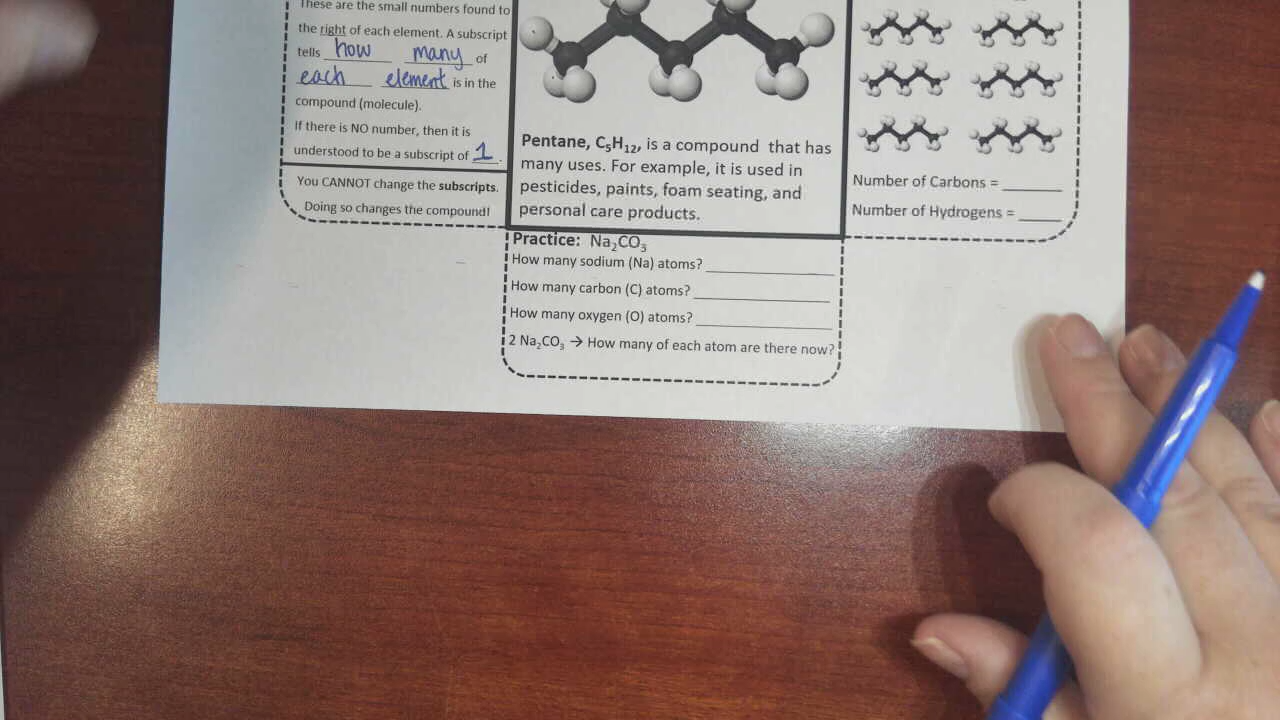 These are the small numbers found to
the right of each element. A subscript
tells how many of
each element is in the
compound (molecule).
If there is NO number, then it is
understood to be a subscript of 1.
You CANNOT change the subscripts.
Doing so changes the compound!
Pentane, C₅H₁₂, is a compound that has
many uses. For example, it is used in
pesticides, paints, foam seating, and
personal care products.
Practice: Na₂CO₃
How many sodium (Na) atoms? ____________
How many carbon (C) atoms? ____________
How many oxygen (O) atoms? ____________
2 Na₂CO₃ → How many of each atom are there now?
Number of Carbons = ______
Number of Hydrogens = ____